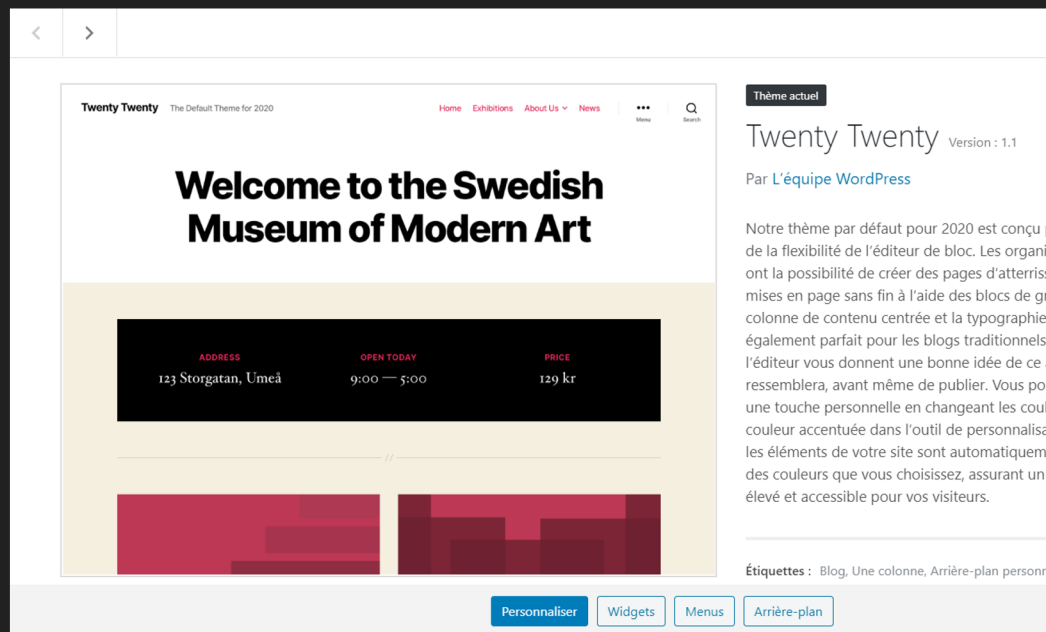 Twenty Twenty The Default Theme for 2020
Home Exhibitions About Us News Menu Search
Welcome to the Swedish
Museum of Modern Art
ADDRESS OPEN TODAY PRICE
123 Storgatan, Umeå 9:00 — 5:00 129 kr
//
Thème actuel
Twenty Twenty Version : 1.1
Par L'équipe WordPress
Notre thème par défaut pour 2020 est conçu
de la flexibilité de l'éditeur de bloc. Les
ont la possibilité de créer des pages
mises en page sans fin à l'aide des blocs de
colonne de contenu centrée et la typographie
également parfait pour les blogs traditionnels
l'éditeur vous donnent une bonne idée de ce
ressemblera, avant même de publier. Vous
une touche personnelle en changeant les
couleur accentuée dans l'outil de
les éléments de votre site sont
des couleurs que vous choisissez, assurant un
élevé et accessible pour vos visiteurs.
Étiquettes : Blog, Une colonne, Arrière-plan
Personnaliser Widgets Menus Arrière-plan